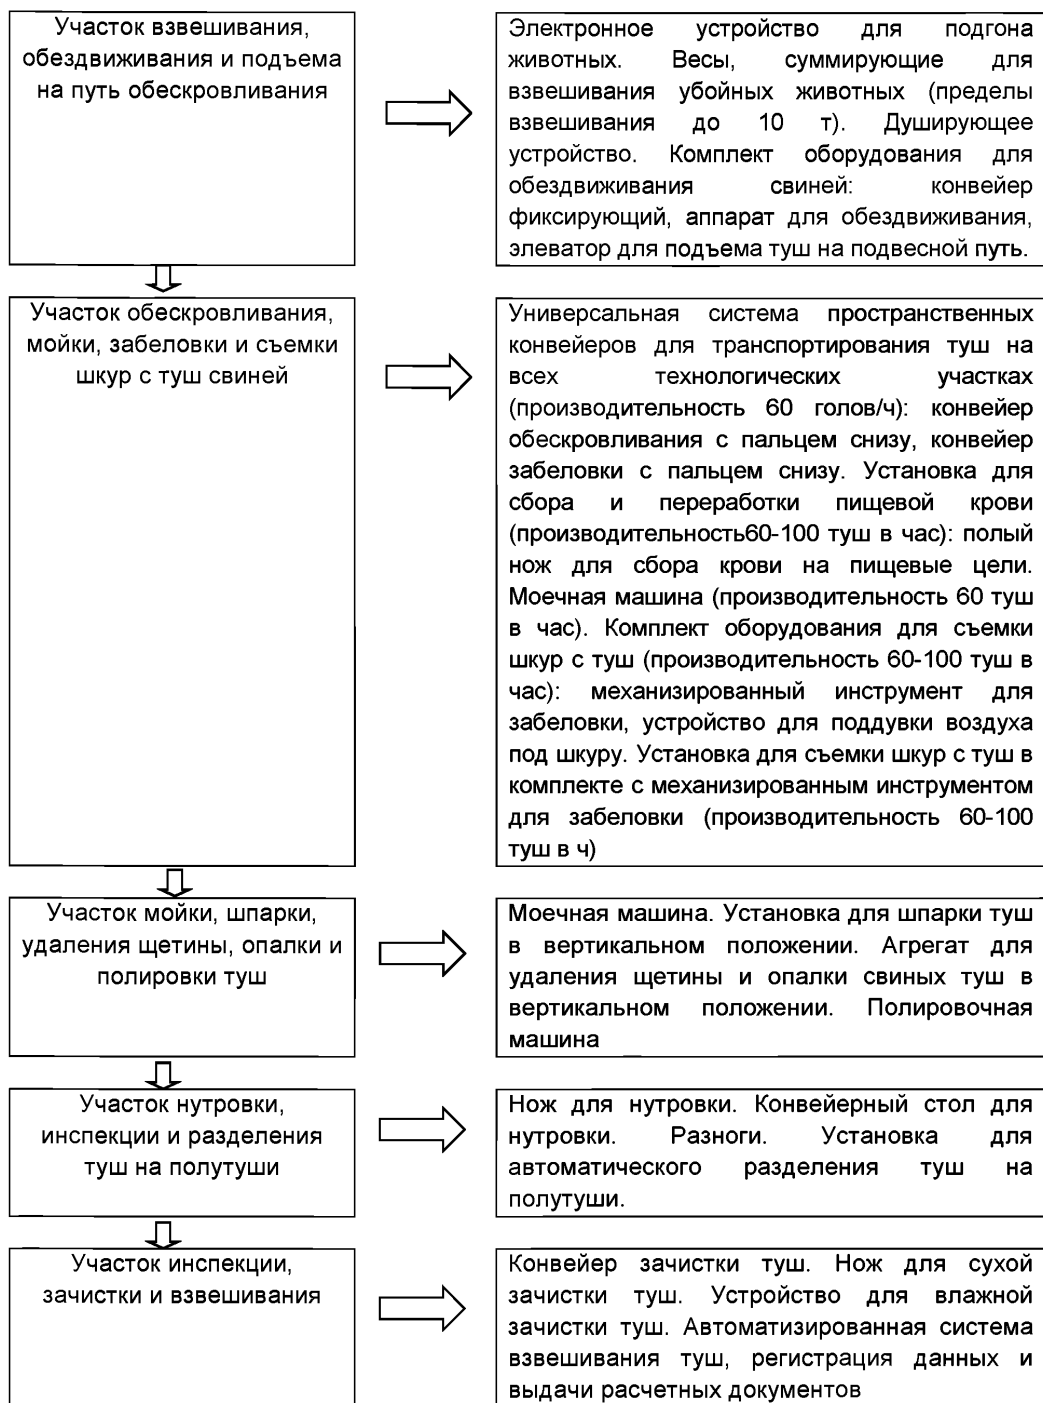 Участок взвешивания,
обездвиживания и подъема
на путь обескровливания
Электронное устройство для подгона
животных. Весы, суммирующие для
взвешивания убойных животных (пределы
взвешивания до 10 т). Душирующее
устройство. Комплект оборудования для
обездвиживания свиней: конвейер
фиксирующий, аппарат для обездвиживания,
элеватор для подъема туш на подвесной путь.
Участок обескровливания,
мойки, забеловки и съемки
шкур с туш свиней
Универсальная система пространственных
конвейеров для транспортирования туш на
всех технологических участках
(производительность 60 голов/ч): конвейер
обескровливания с пальцем снизу, конвейер
забеловки с пальцем снизу. Установка для
сбора и переработки пищевой крови
(производительность60-100 туш в час): полый
нож для сбора крови на пищевые цели.
Моечная машина (производительность 60 туш
в час). Комплект оборудования для съемки
шкур с туш (производительность 60-100 туш в
час): механизированный инструмент для
забеловки, устройство для поддувки воздуха
под шкуру. Установка для съемки шкур с туш в
комплекте с механизированным инструментом
для забеловки (производительность 60-100
туш в ч)
Участок мойки, шпарки,
удаления щетины, опалки и
полировки туш
Моечная машина. Установка для шпарки туш
в вертикальном положении. Агрегат для
удаления щетины и опалки свиных туш в
вертикальном положении. Полировочная
машина
Участок нутровки,
инспекции и разделения
туш на полутуши
Нож для нутровки. Конвейерный стол для
нутровки. Разноги. Установка для
автоматического разделения туш на
полутуши.
Участок инспекции,
зачистки и взвешивания
Конвейер зачистки туш. Нож для сухой
зачистки туш. Устройство для влажной
зачистки туш. Автоматизированная система
взвешивания туш, регистрация данных и
выдачи расчетных документов